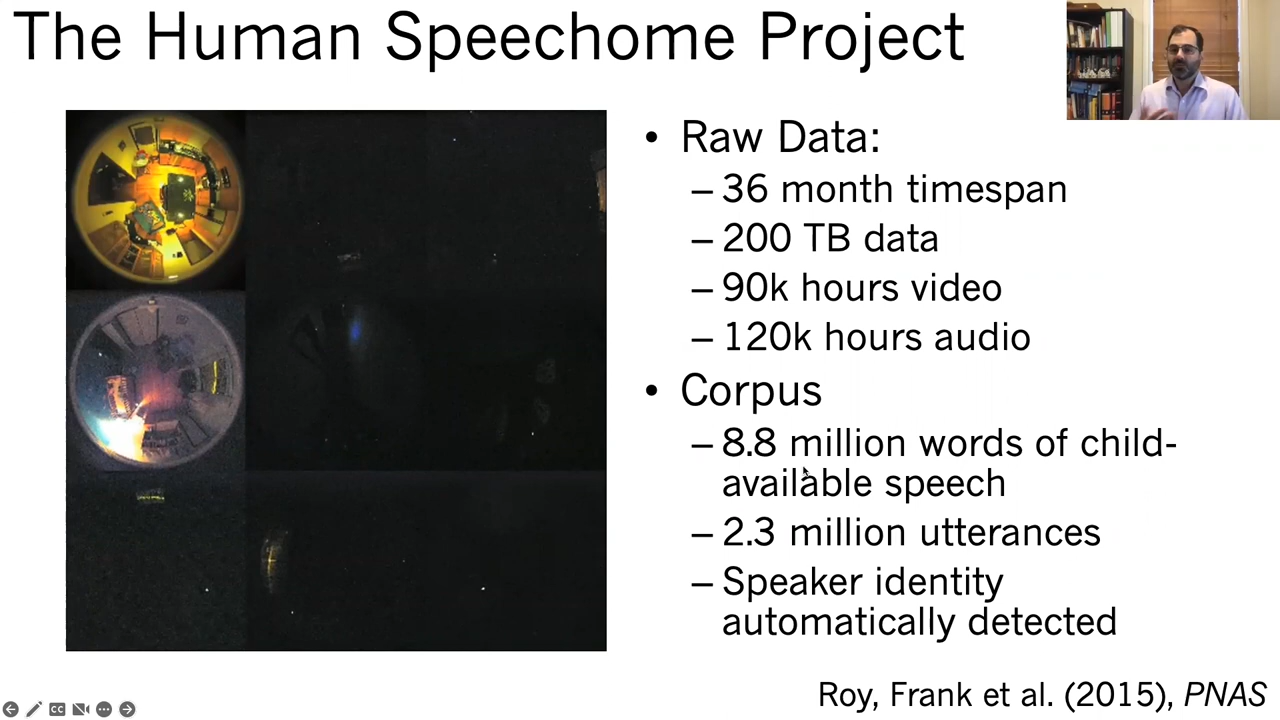 The Human Speechome Project
• Raw Data:
– 36 month timespan
– 200 TB data
– 90k hours video
– 120k hours audio
• Corpus
– 8.8 million words of child-
available speech
– 2.3 million utterances
– Speaker identity
automatically detected
Roy, Frank et al. (2015), PNAS
CC